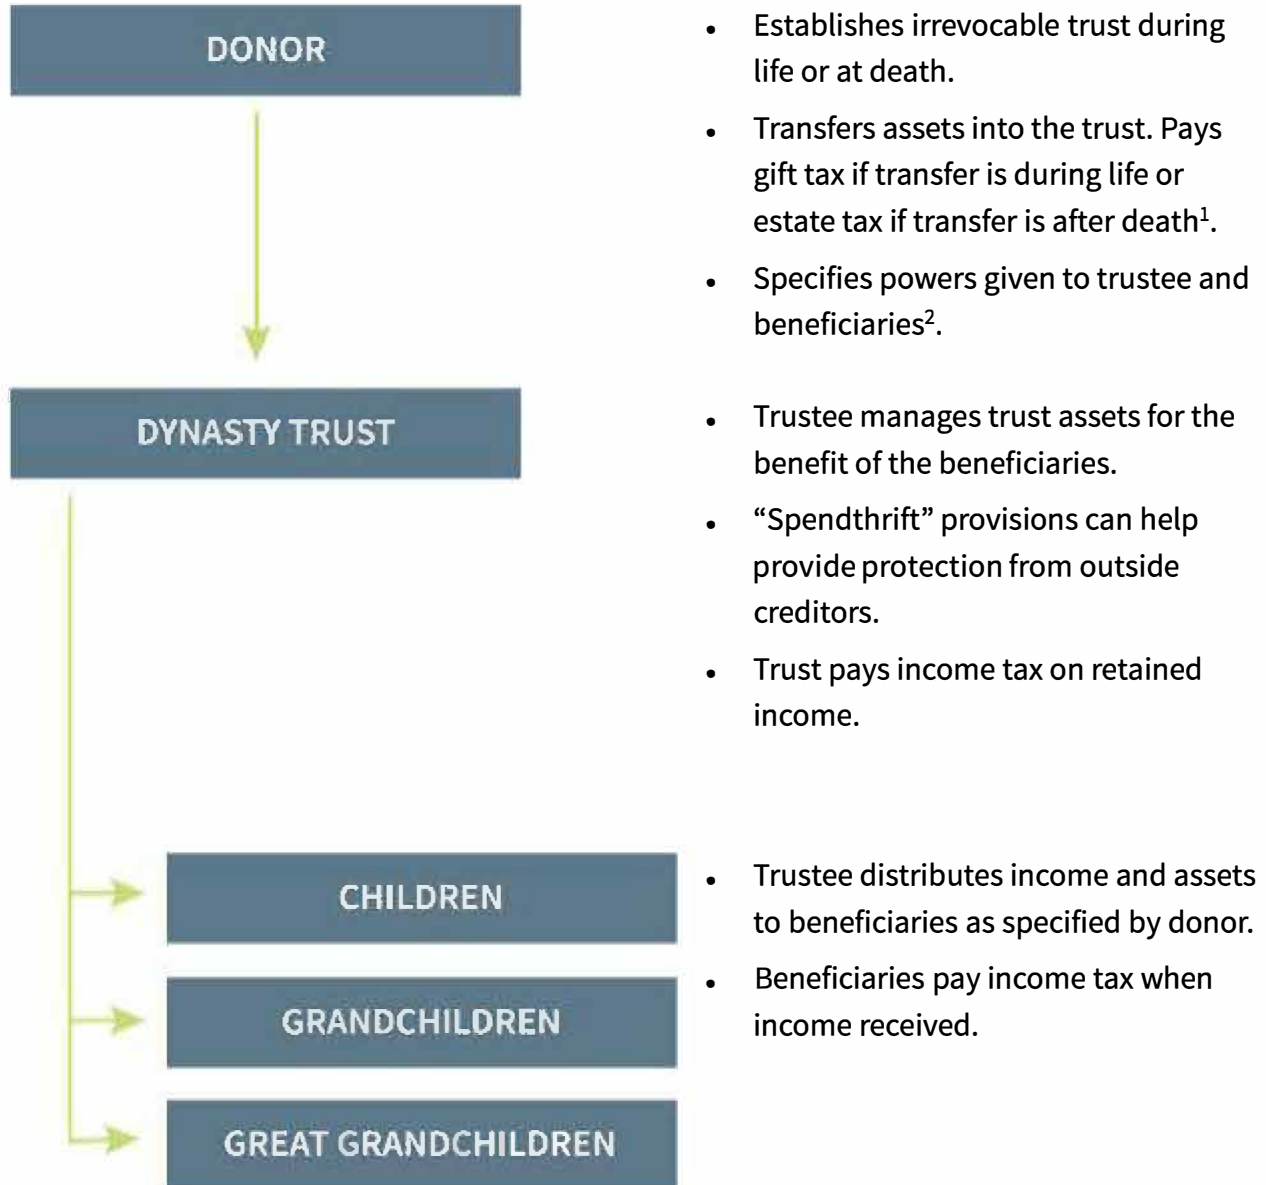 DONOR
• Establishes irrevocable trust during
life or at death.
• Transfers assets into the trust. Pays
gift tax if transfer is during life or
estate tax if transfer is after death¹.
• Specifies powers given to trustee and
beneficiaries².
DYNASTY TRUST
• Trustee manages trust assets for the
benefit of the beneficiaries.
• “Spendthrift” provisions can help
provide protection from outside
creditors.
• Trust pays income tax on retained
income.
CHILDREN
GRANDCHILDREN
GREAT GRANDCHILDREN
• Trustee distributes income and assets
to beneficiaries as specified by donor.
• Beneficiaries pay income tax when
income received.